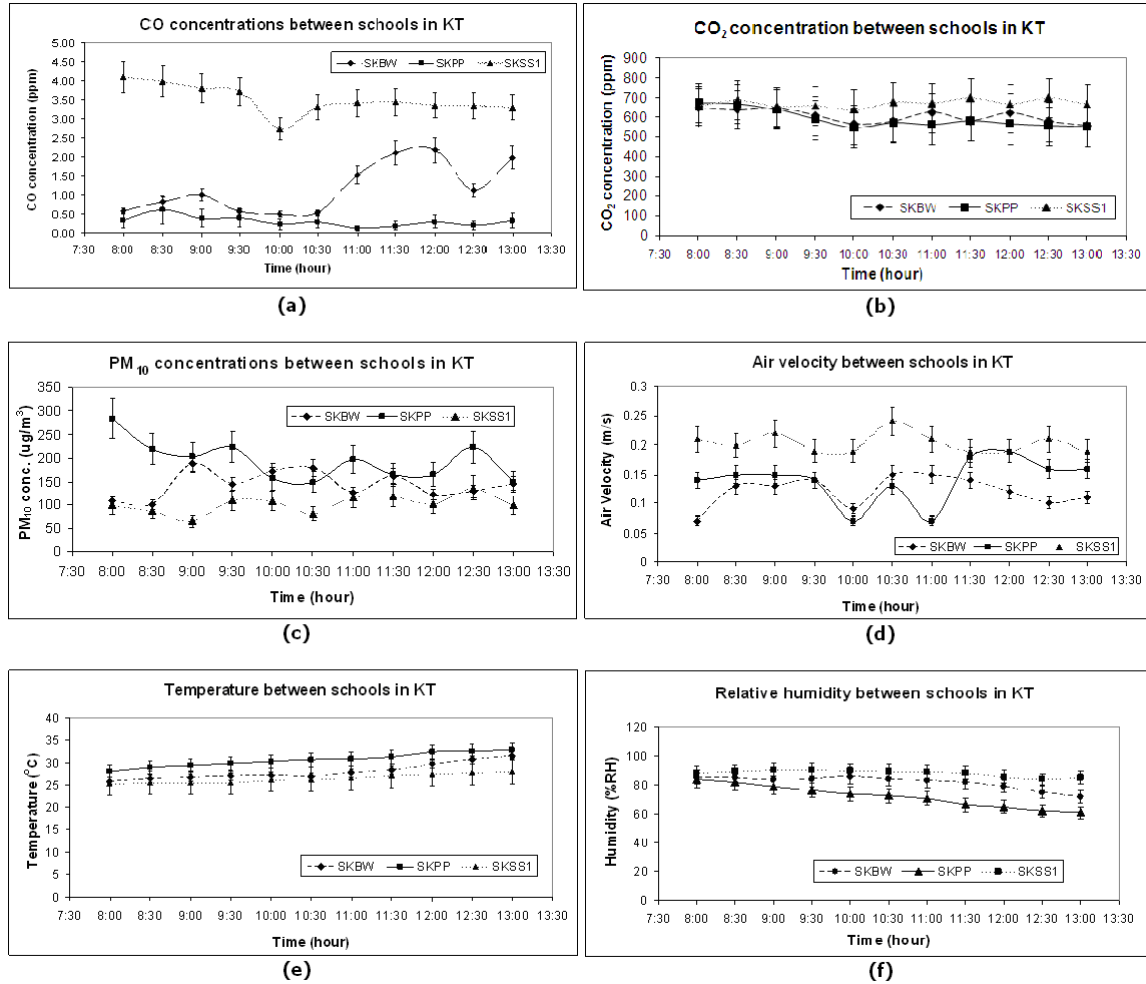 CO concentrations between schools in KT
CO concentration (ppm)
5.00
4.50
4.00
3.50
3.00
2.50
2.00
1.50
1.00
0.50
0.00
SKBW SKPP SKSS1
7:30 8:00 8:30 9:00 9:30 10:00 10:30 11:00 11:30 12:00 12:30 13:00 13:30
Time (hour)
(a)
CO2 concentration between schools in KT
CO2 concentration (ppm)
900
800
700
600
500
400
300
200
100
0
SKBW SKPP SKSS1
7:30 8:00 8:30 9:00 9:30 10:00 10:30 11:00 11:30 12:00 12:30 13:00 13:30
Time (hour)
(b)
PM10 concentrations between schools in KT
PM10 conc. (ug/m3)
350
300
250
200
150
100
50
0
SKBW SKPP SKSS1
7:30 8:00 8:30 9:00 9:30 10:00 10:30 11:00 11:30 12:00 12:30 13:00 13:30
Time (hour)
(c)
Air velocity between schools in KT
Air Velocity (m/s)
0.3
0.25
0.2
0.15
0.1
0.05
0
SKBW SKPP SKSS1
7:30 8:00 8:30 9:00 9:30 10:00 10:30 11:00 11:30 12:00 12:30 13:00 13:30
Time (hour)
(d)
Temperature between schools in KT
Temperature (°C)
40
35
30
25
20
15
10
5
0
SKBW SKPP SKSS1
7:30 8:00 8:30 9:00 9:30 10:00 10:30 11:00 11:30 12:00 12:30 13:00 13:30
Time (hour)
(e)
Relative humidity between schools in KT
Humidity (%RH)
120
100
80
60
40
20
0
SKBW SKPP SKSS1
7:30 8:00 8:30 9:00 9:30 10:00 10:30 11:00 11:30 12:00 12:30 13:00 13:30
Time (hour)
(f)